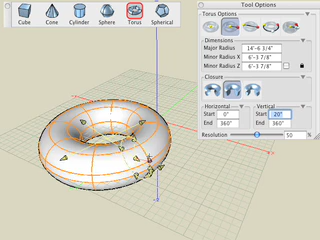 Cube Cone Cylinder Sphere Torus Spherical
Tool Options
Torus Options
Dimensions
Major Radius 14'-6 3/4"
Minor Radius X 6'-3 7/8"
Minor Radius Z 6'-3 7/8"
Closure
Horizontal Vertical
Start 0° Start 20°
End 360° End 360°
Resolution 50 %